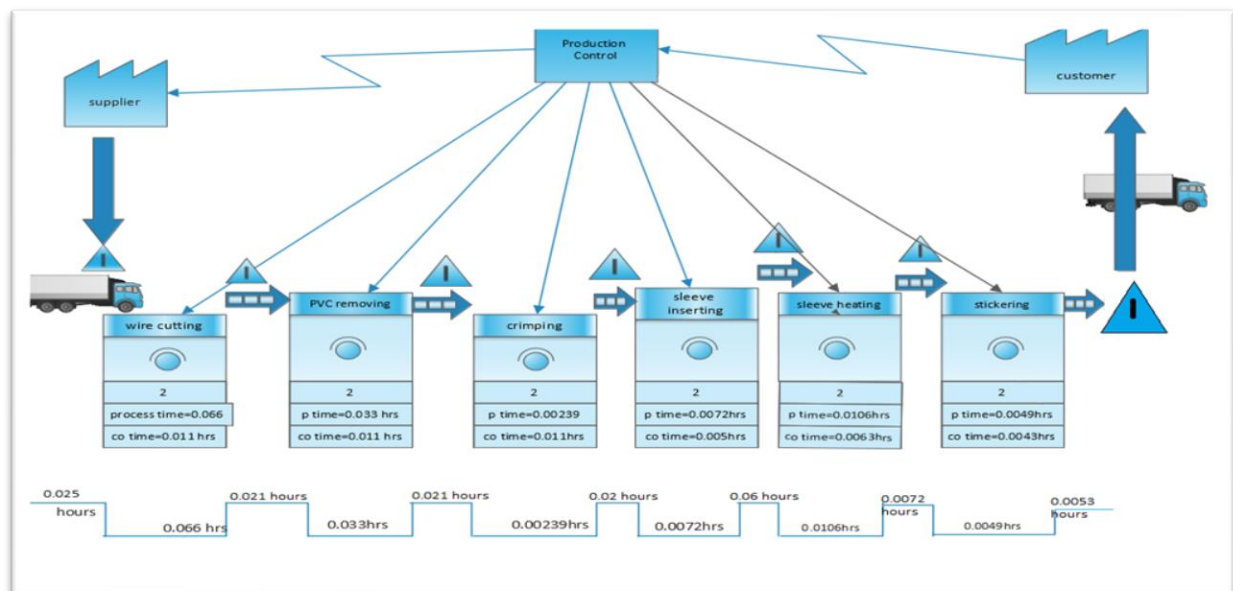 Production
Control
supplier
customer
wire cutting
2
process time=0.066
co time=0.011 hrs
PVC removing
2
p time=0.033 hrs
co time=0.011 hrs
crimping
2
p time=0.00239
co time=0.011hrs
sleeve
inserting
2
p time=0.0072hrs
co time=0.005hrs
sleeve heating
2
p time=0.0106hrs
co time=0.0063hrs
stickering
2
p time=0.0049hrs
co time=0.0043hrs
I
I
I
I
I
I
I
0.025
hours
0.066 hrs
0.021 hours
0.033hrs
0.021 hours
0.00239hrs
0.02 hours
0.0072hrs
0.06 hours
0.0106hrs
0.0072
hours
0.0049hrs
0.0053
hours